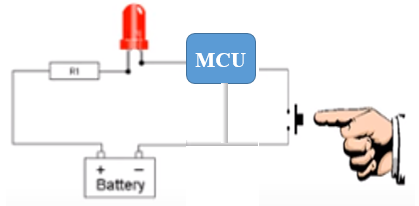 MCU
R1
+ −
Battery